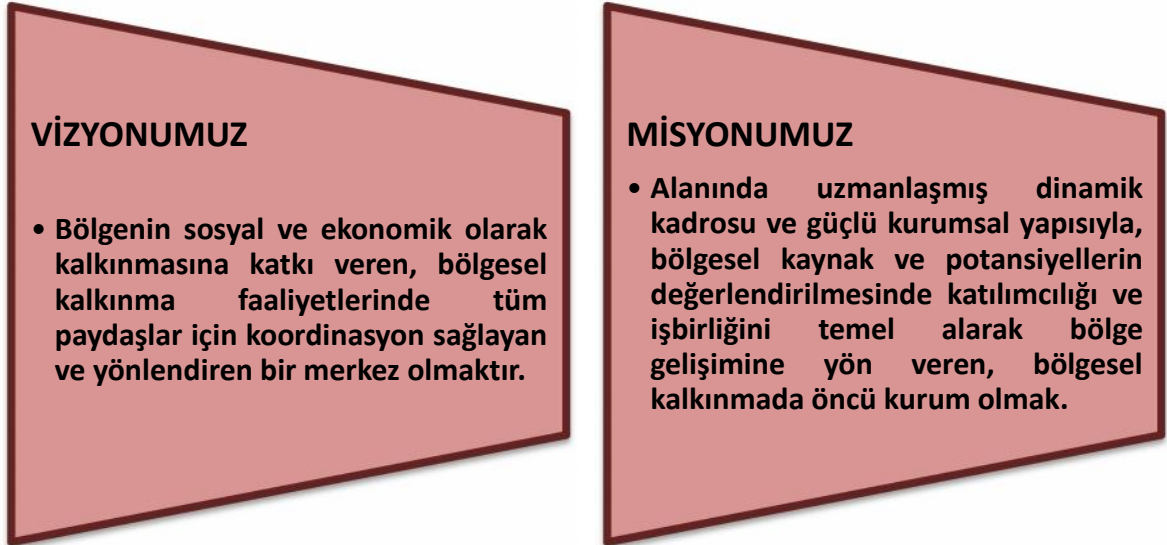 VİZYONUMUZ
• Bölgenin sosyal ve ekonomik olarak
kalkınmasına katkı veren, bölgesel
kalkınma faaliyetlerinde tüm
paydaşlar için koordinasyon sağlayan
ve yönlendiren bir merkez olmaktır.
MİSYONUMUZ
• Alanında uzmanlaşmış dinamik
kadrosu ve güçlü kurumsal yapısıyla,
bölgesel kaynak ve potansiyellerin
değerlendirilmesinde katılımcılığı ve
işbirliğini temel alarak bölge
gelişimine yön veren, bölgesel
kalkınmada öncü kurum olmak.